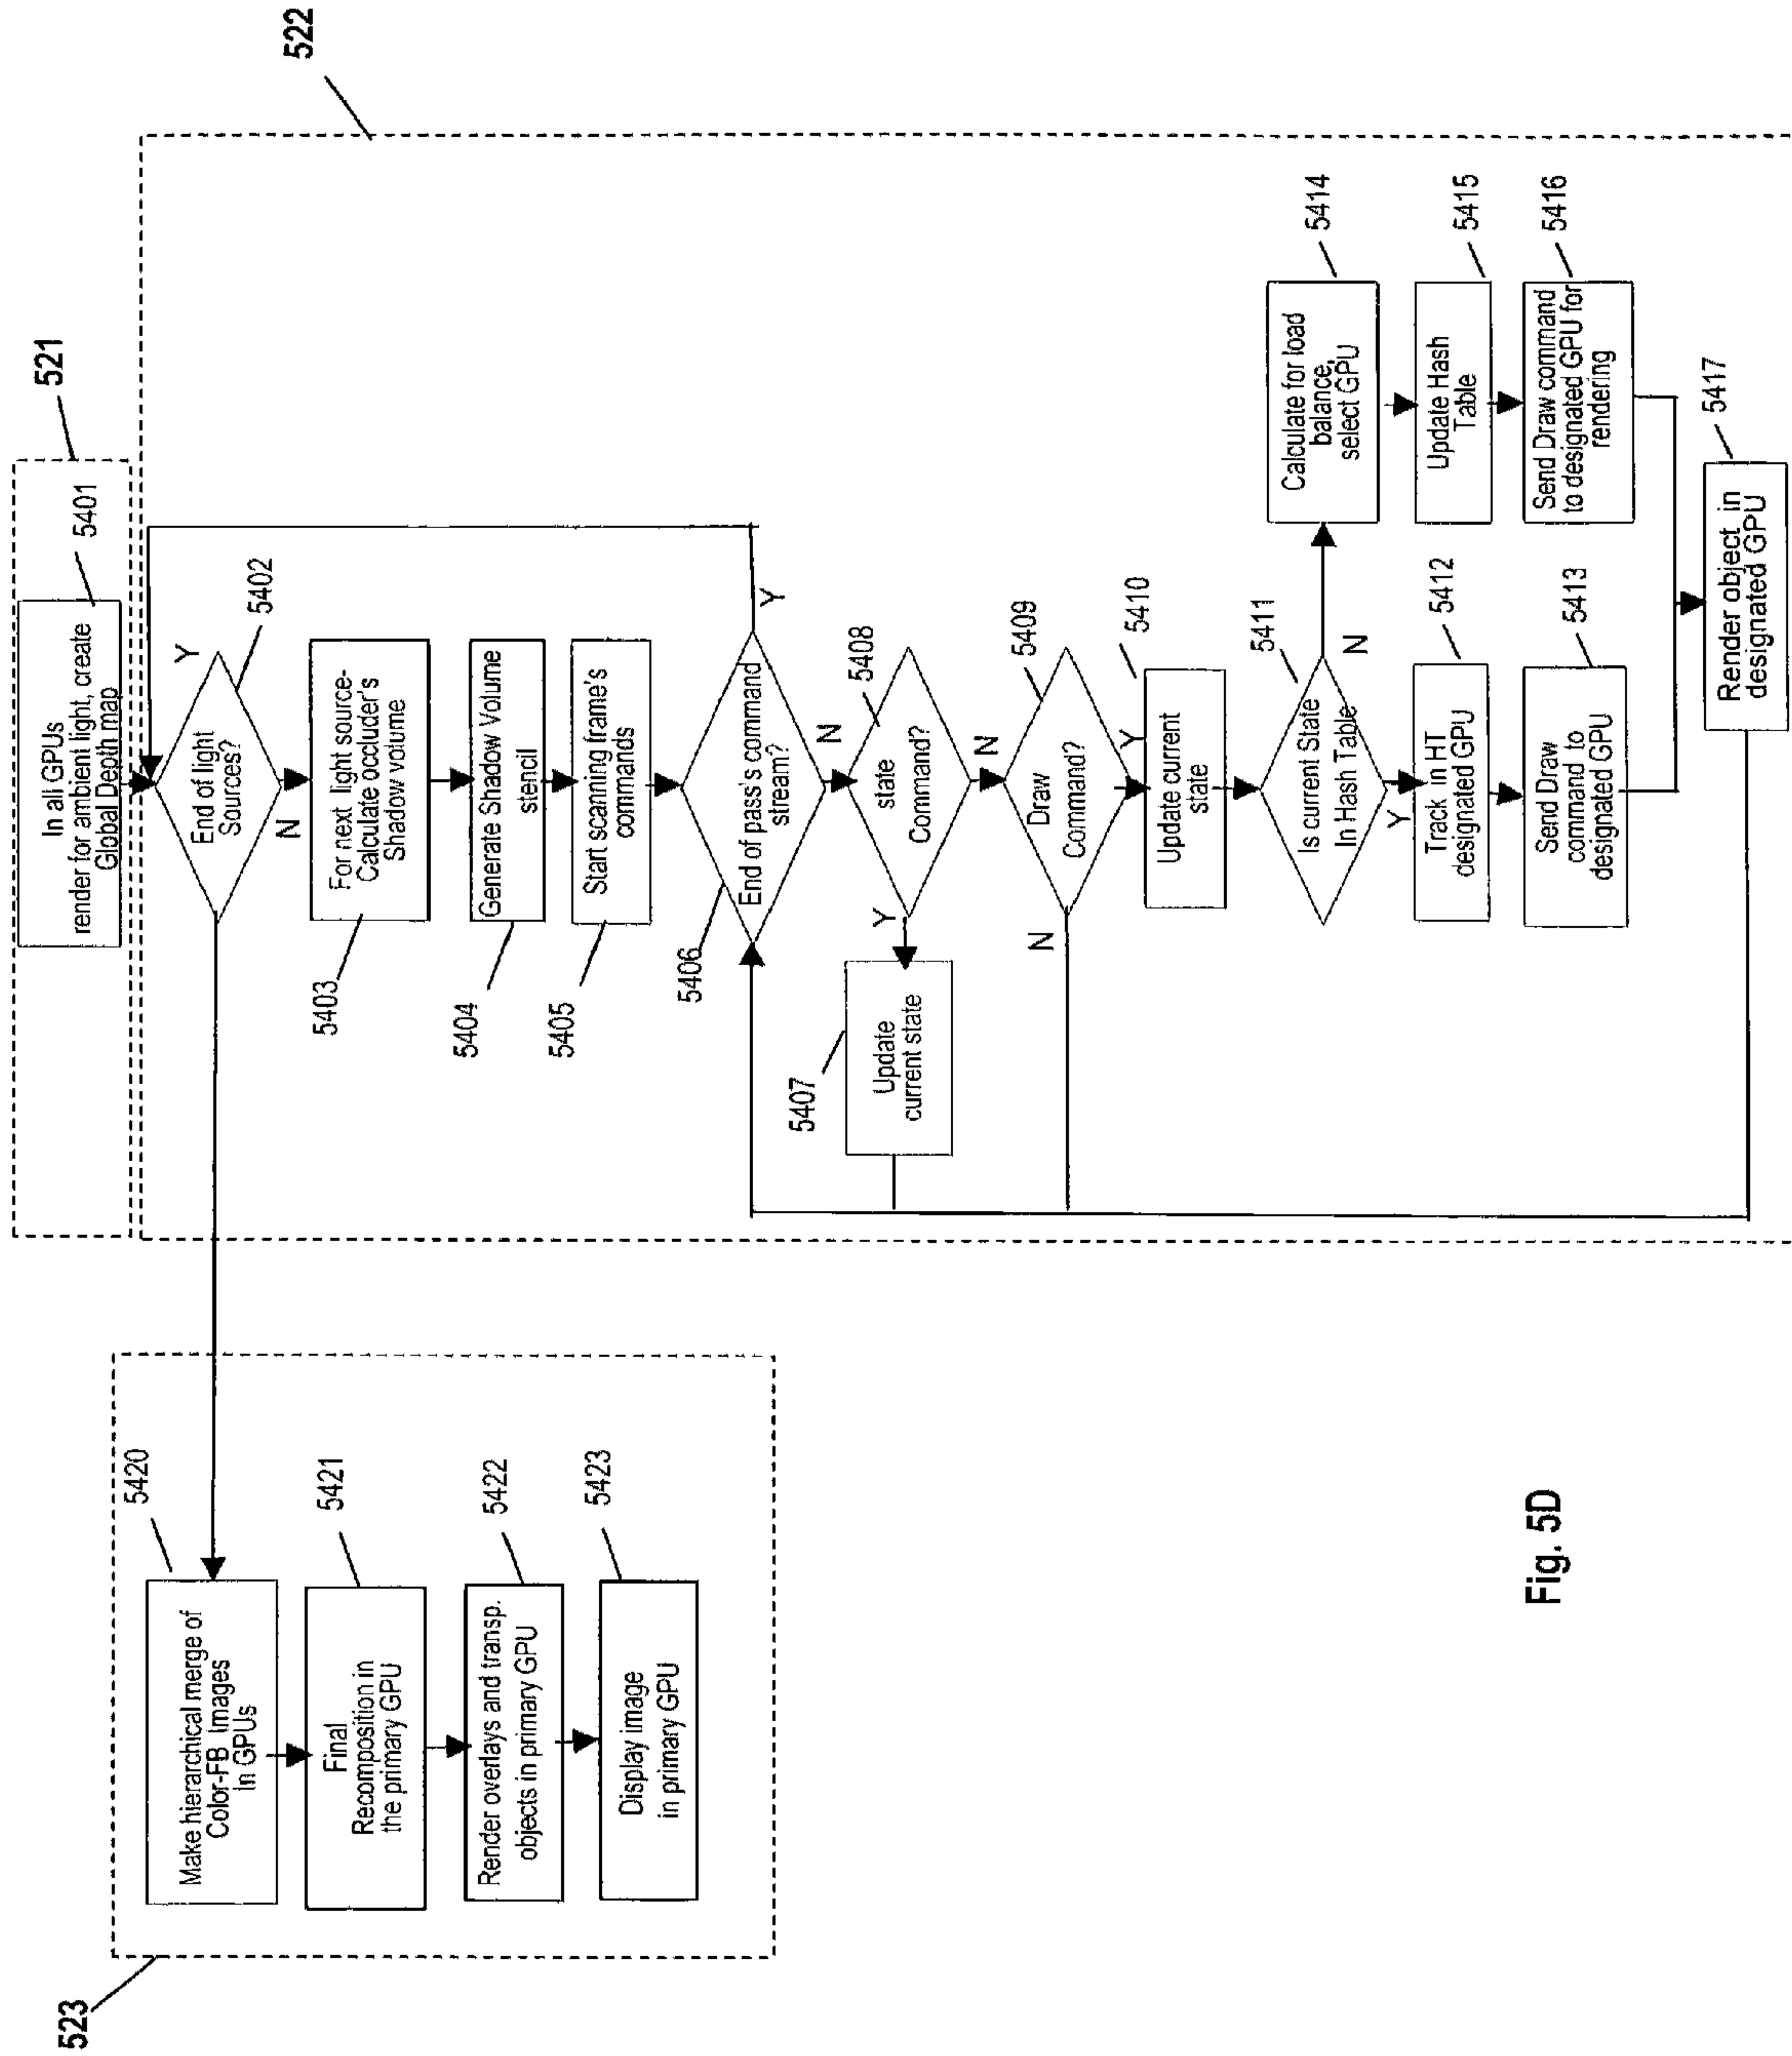 521
5401
In all GPUs
render for ambient light, create
Global Depth map
522
5402
End of light
Sources?
Y
N
For next light source-
Calculate occluder's
Shadow volume
5403
Generate Shadow Volume
stencil
5404
Start scanning frame's
commands
5405
End of pass's command
stream?
5406
Y
N
state
Command?
5408
Y
N
Update
current state
5407
Draw
Command?
5409
N
Y
Update current
state
5410
Is current State
In Hash Table
5411
Y
N
Track in HT
designated GPU
5412
Send Draw
command to
designated GPU
5413
Calculate for load
balance,
select GPU
5414
Update Hash
Table
5415
Send Draw command
to designated GPU for
rendering
5416
Render object in
designated GPU
5417
523
Make hierarchical merge of
Color-FB Images
in GPUs
5420
Final
Recomposition in
the primary GPU
5421
Render overlays and transp.
objects in primary GPU
5422
Display image
in primary GPU
5423
Fig. 5D